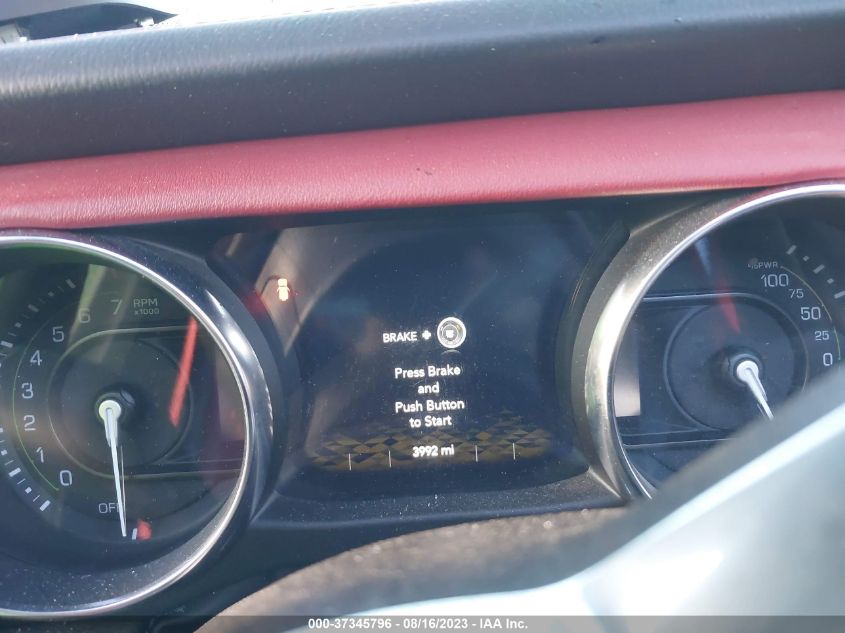 7
RPM
x1000
6
5
4
3
2
1
0
OFF
BRAKE +
Press Brake
and
Push Button
to Start
3992 mi
%PWR
100
75
50
25
0
000-37345796 - 08/16/2023 - IAA Inc.